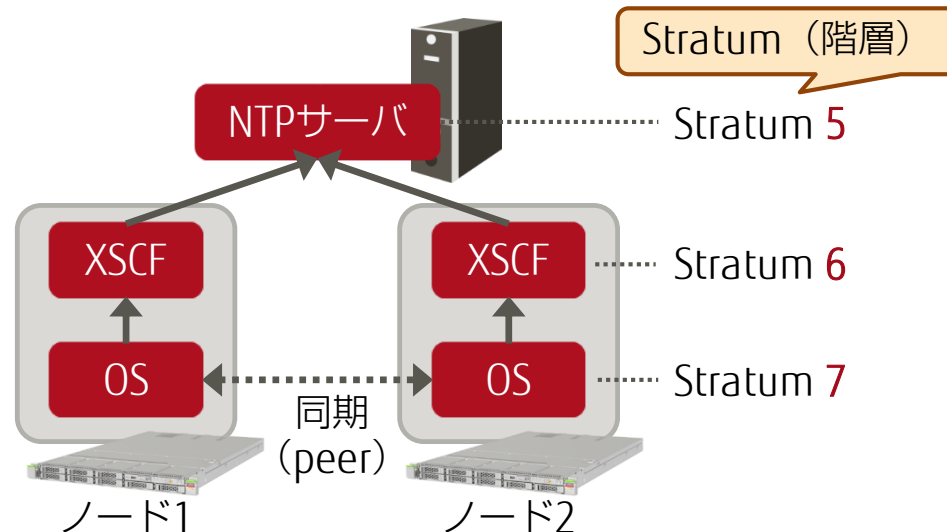 Stratum（階層）
NTPサーバ
Stratum 5
XSCF
XSCF
Stratum 6
OS
OS
Stratum 7
同期
（peer）
ノード1
ノード2